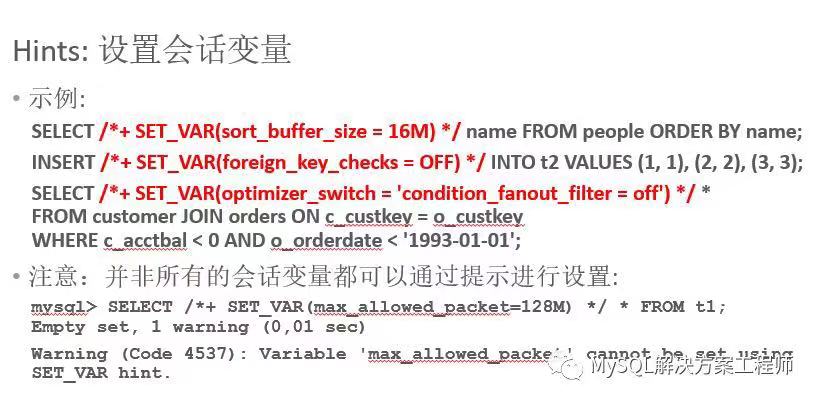 Hints: 设置会话变量
• 示例:
SELECT /*+ SET_VAR(sort_buffer_size = 16M) */ name FROM people ORDER BY name;
INSERT /*+ SET_VAR(foreign_key_checks = OFF) */ INTO t2 VALUES (1, 1), (2, 2), (3, 3);
SELECT /*+ SET_VAR(optimizer_switch = 'condition_fanout_filter = off') */ *
FROM customer JOIN orders ON c_custkey = o_custkey
WHERE c_acctbal < 0 AND o_orderdate < '1993-01-01';
• 注意：并非所有的会话变量都可以通过提示进行设置:
mysql> SELECT /*+ SET_VAR(max_allowed_packet=128M) */ * FROM t1;
Empty set, 1 warning (0,01 sec)
Warning (Code 4537): Variable 'max_allowed_packet' cannot be set using
SET_VAR hint.
MySQL解决方案工程师